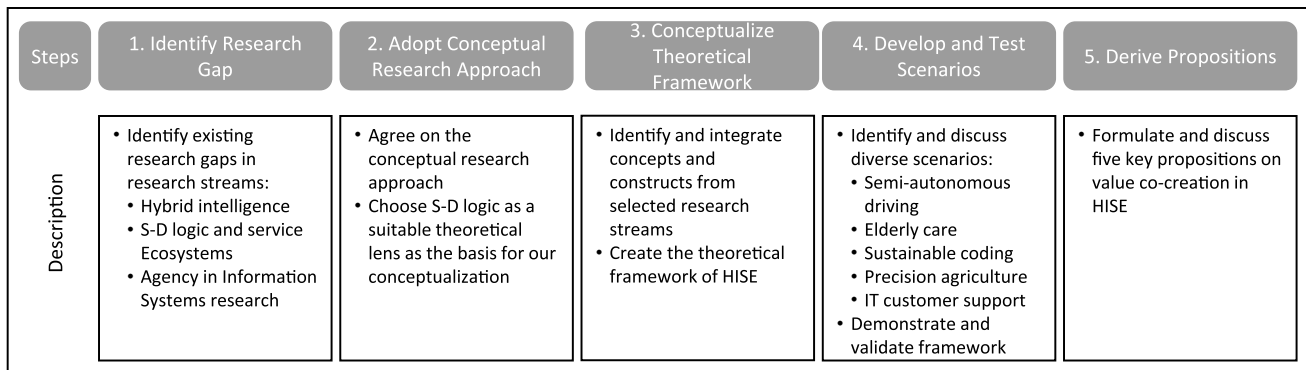 Steps
1. Identify Research
Gap
2. Adopt Conceptual
Research Approach
3. Conceptualize
Theoretical
Framework
4. Develop and Test
Scenarios
5. Derive Propositions
Description
• Identify existing
research gaps in
research streams:
• Hybrid intelligence
• S-D logic and service
Ecosystems
• Agency in Information
Systems research
• Agree on the
conceptual research
approach
• Choose S-D logic as a
suitable theoretical
lens as the basis for our
conceptualization
• Identify and integrate
concepts and
constructs from
selected research
streams
• Create the theoretical
framework of HISE
• Identify and discuss
diverse scenarios:
• Semi-autonomous
driving
• Elderly care
• Sustainable coding
• Precision agriculture
• IT customer support
• Demonstrate and
validate framework
• Formulate and discuss
five key propositions on
value co-creation in
HISE